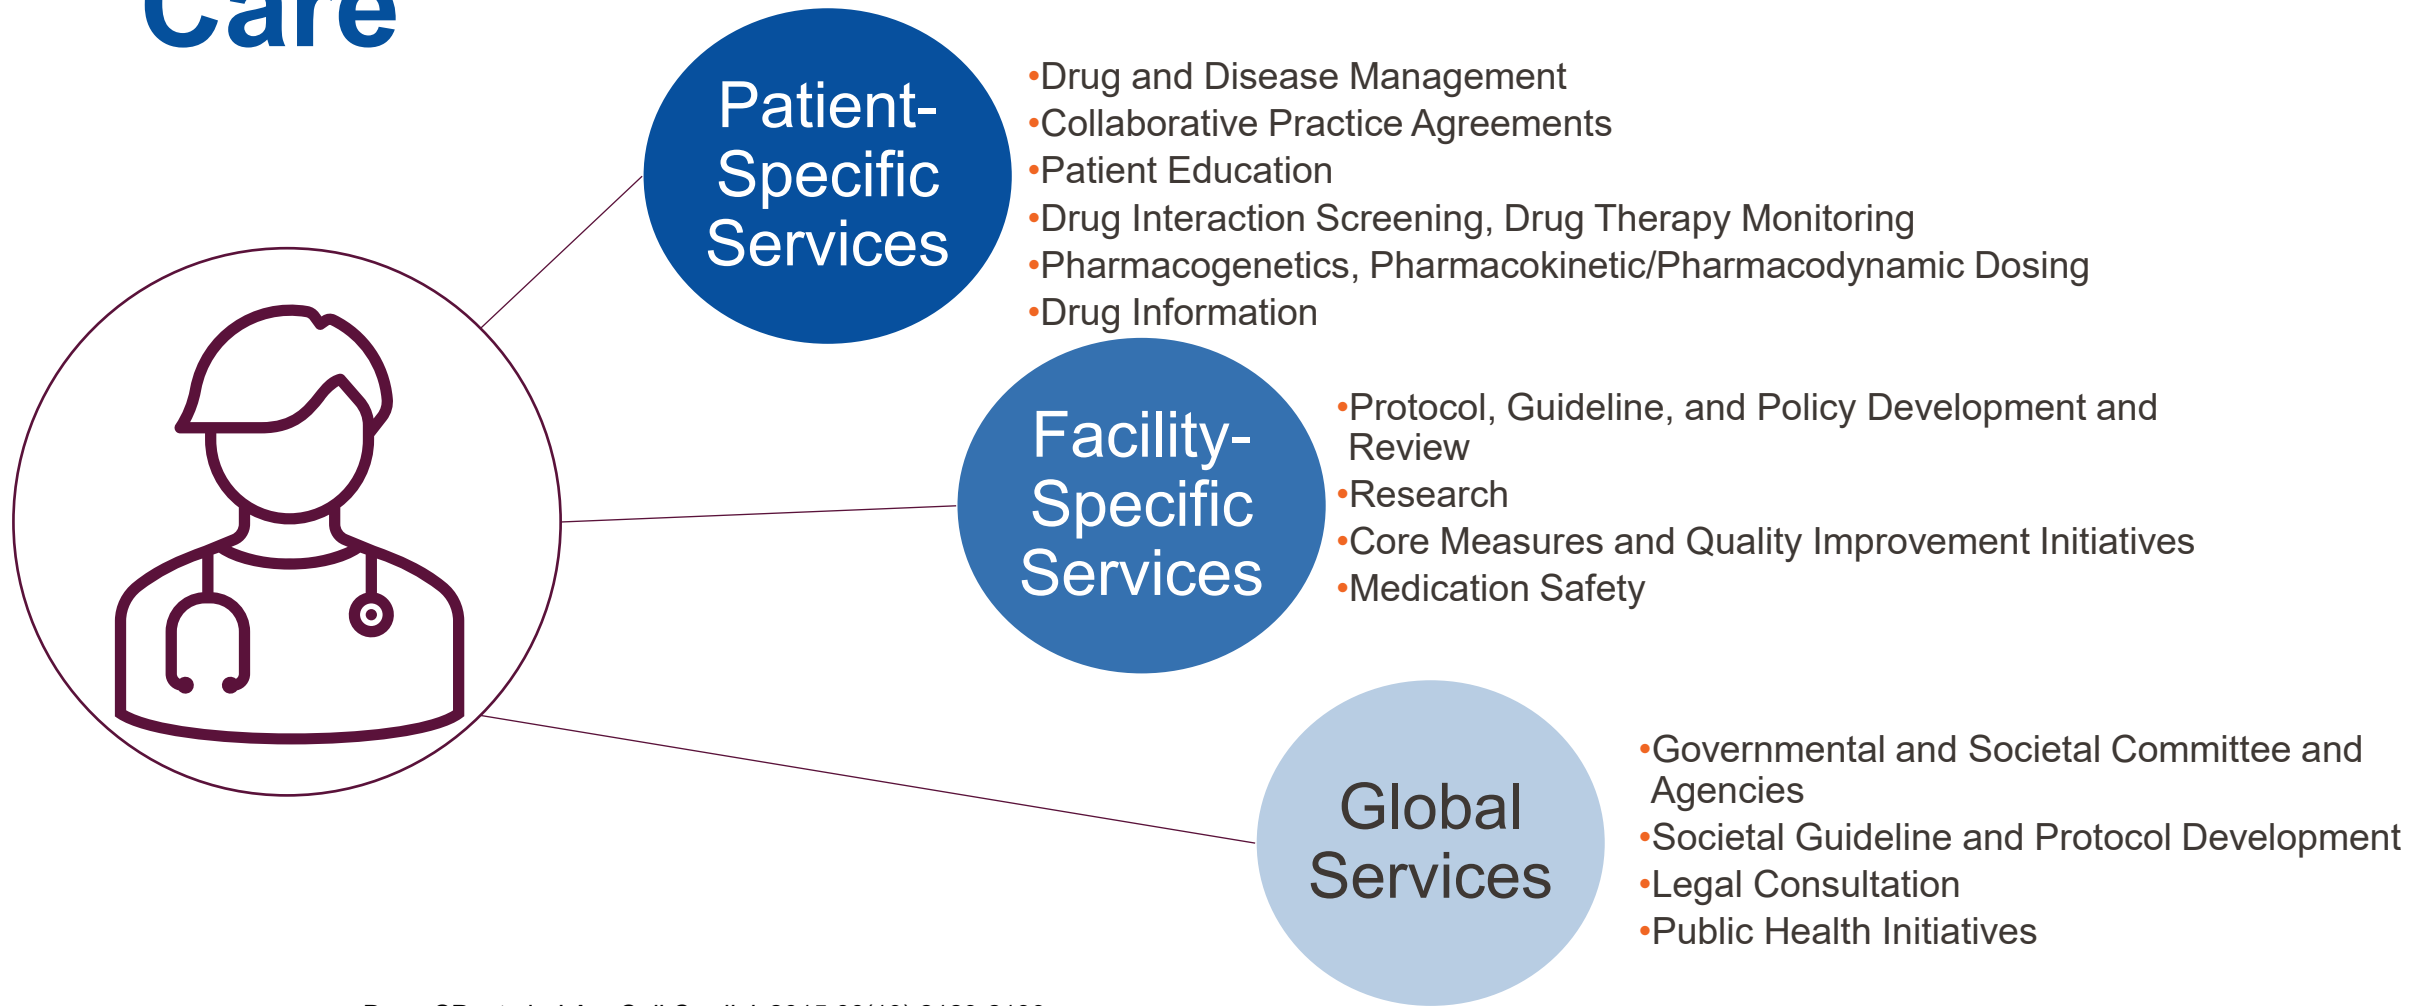 Care
Patient-
Specific
Services
•Drug and Disease Management
•Collaborative Practice Agreements
•Patient Education
•Drug Interaction Screening, Drug Therapy Monitoring
•Pharmacogenetics, Pharmacokinetic/Pharmacodynamic Dosing
•Drug Information
Facility-
Specific
Services
•Protocol, Guideline, and Policy Development and
Review
•Research
•Core Measures and Quality Improvement Initiatives
•Medication Safety
Global
Services
•Governmental and Societal Committee and
Agencies
•Societal Guideline and Protocol Development
•Legal Consultation
•Public Health Initiatives